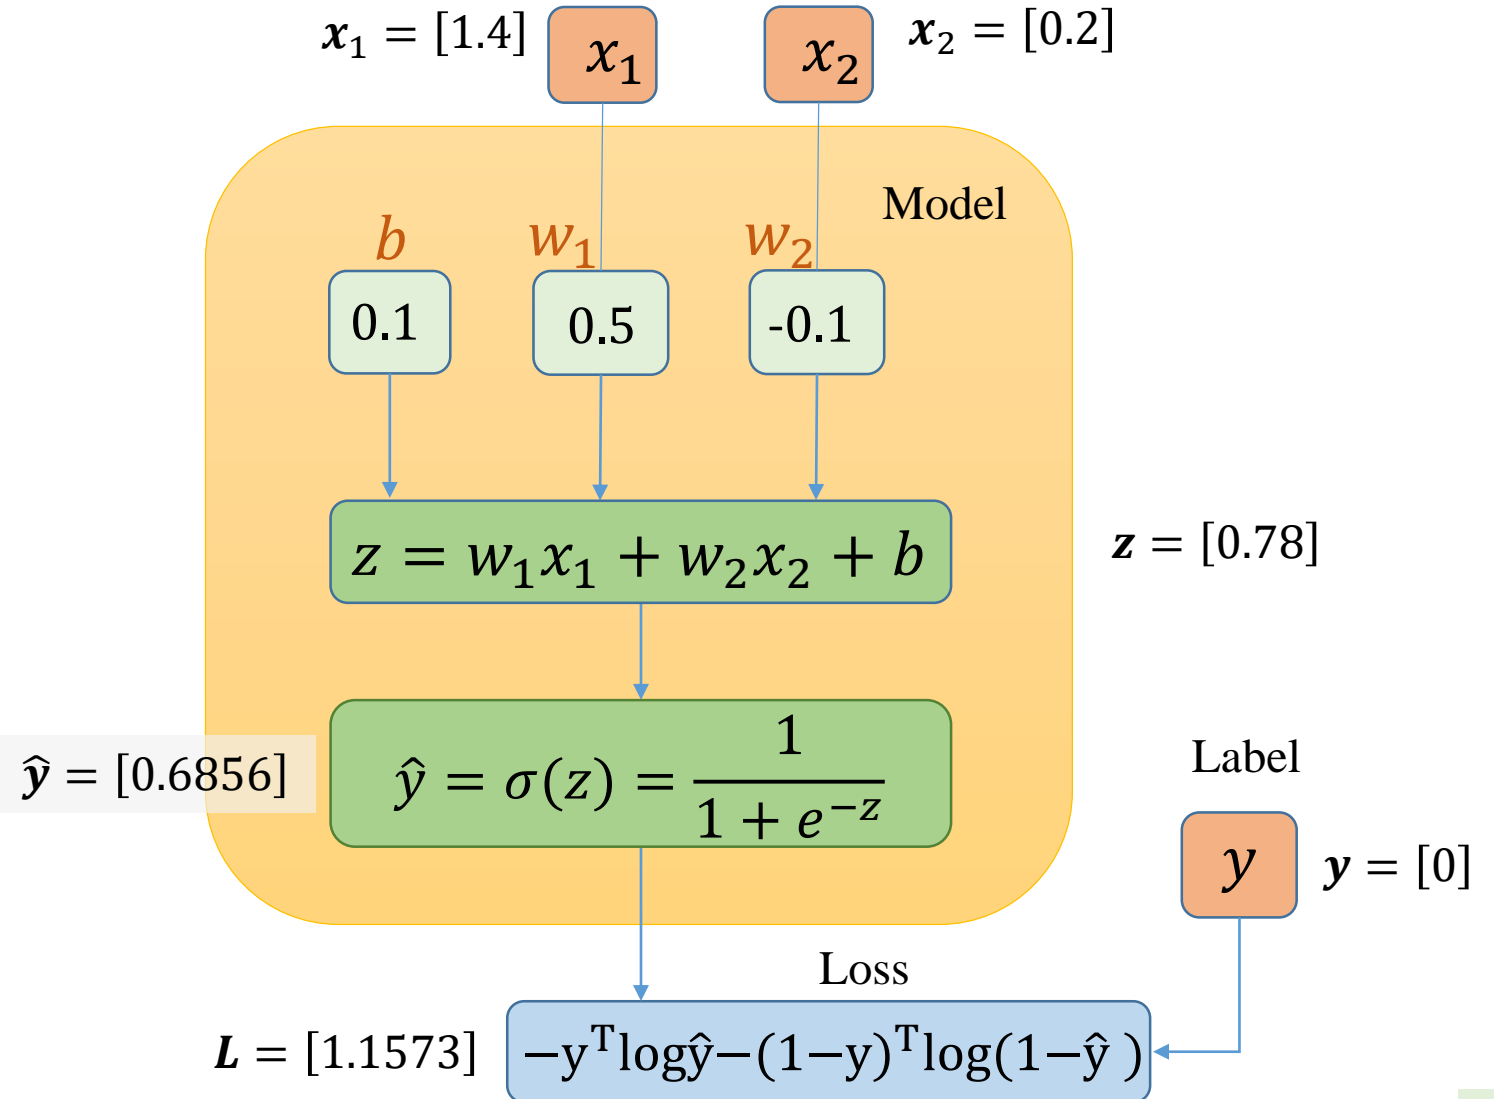 𝒙₁ = [1.4]
x₁
x₂
𝒙₂ = [0.2]
Model
b
w₁
w₂
0.1
0.5
-0.1
z = w₁x₁ + w₂x₂ + b
𝒛 = [0.78]
ŷ = [0.6856]
ŷ = σ(z) = 1 / (1 + e⁻ᶻ)
Label
y
𝒚 = [0]
Loss
𝑳 = [1.1573]
−yᵀlogŷ−(1−y)ᵀlog(1−ŷ )